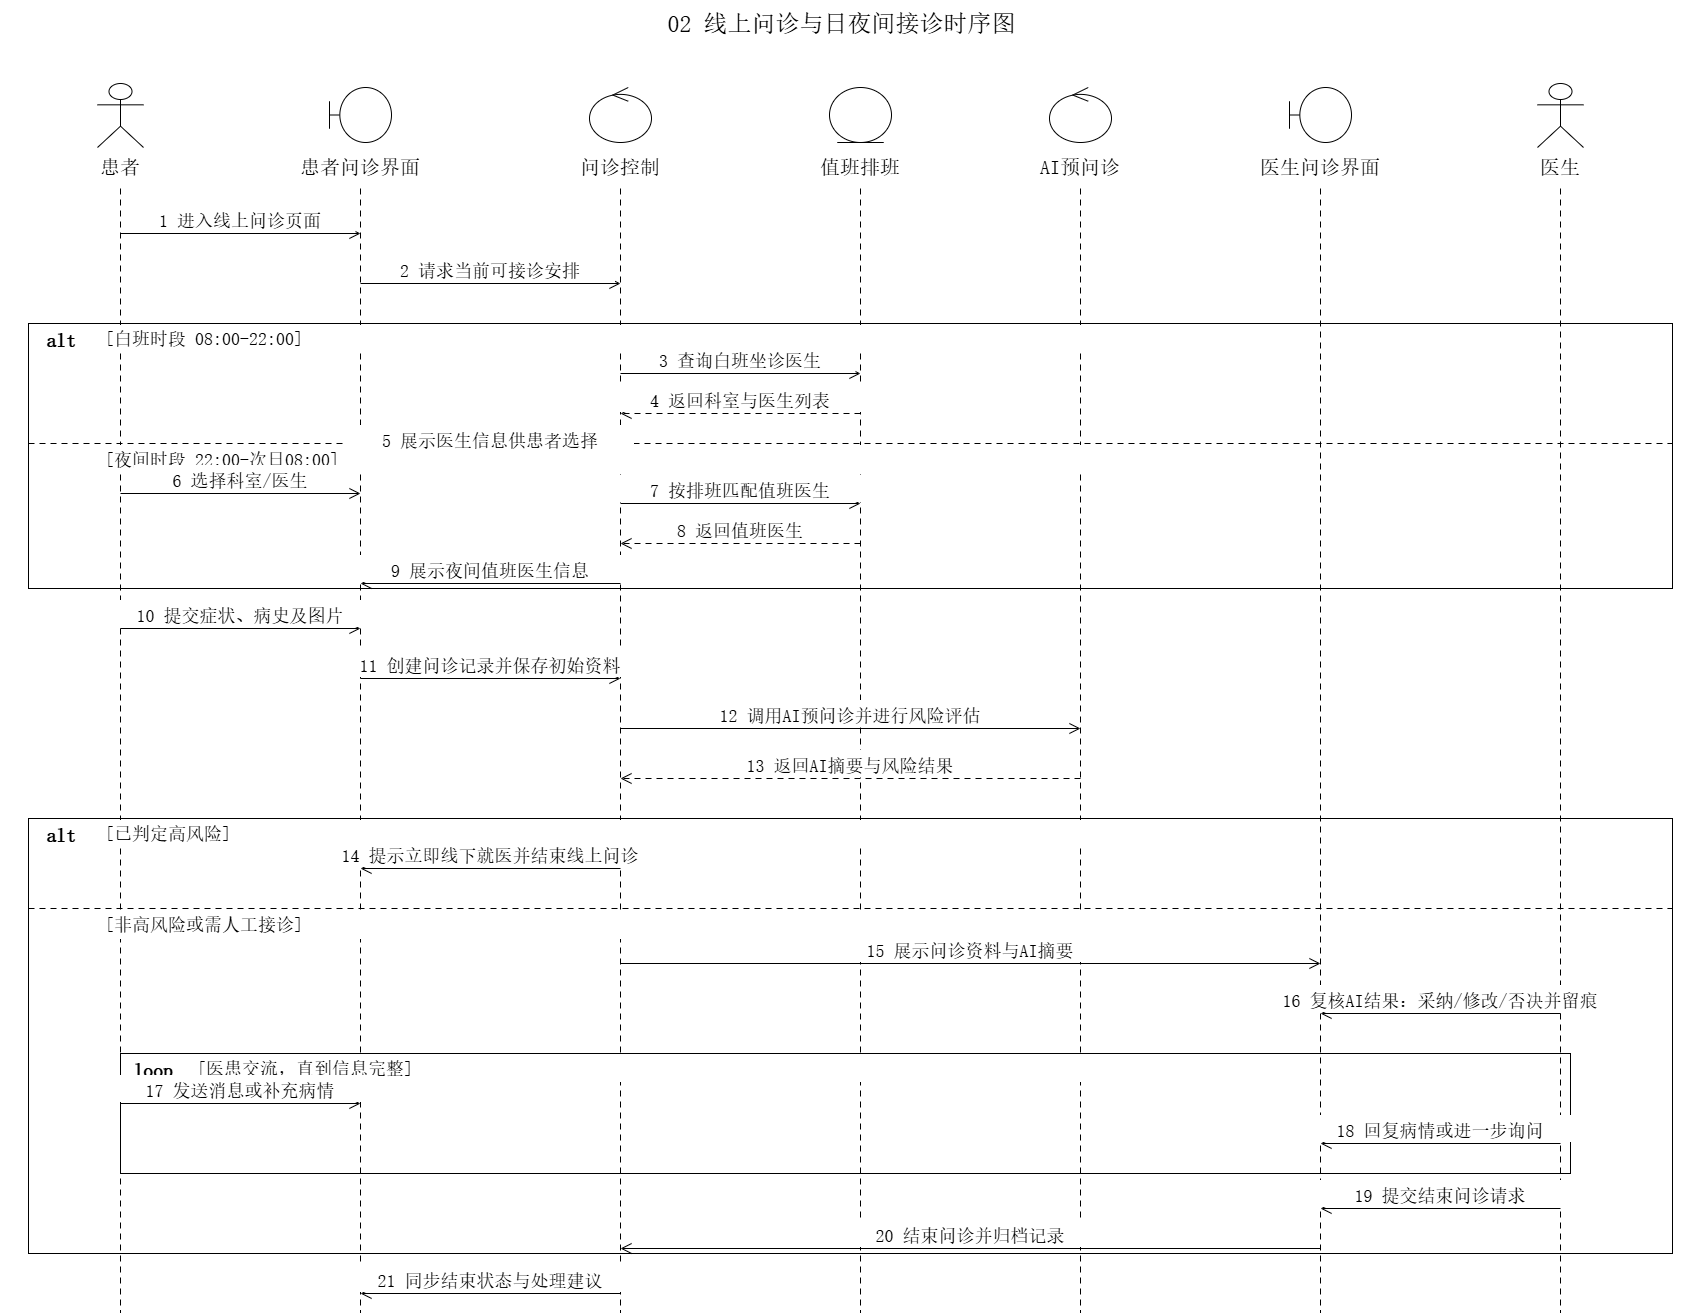 02 线上问诊与日夜间接诊时序图
患者
患者问诊界面
问诊控制
值班排班
AI预问诊
医生问诊界面
医生
1 进入线上问诊页面
2 请求当前可接诊安排
alt [白班时段 08:00-22:00]
3 查询白班坐诊医生
4 返回科室与医生列表
5 展示医生信息供患者选择
[夜间时段 22:00-次日08:00]
6 选择科室/医生
7 按排班匹配值班医生
8 返回值班医生
9 展示夜间值班医生信息
10 提交症状、病史及图片
11 创建问诊记录并保存初始资料
12 调用AI预问诊并进行风险评估
13 返回AI摘要与风险结果
alt [已判定高风险]
14 提示立即线下就医并结束线上问诊
[非高风险或需人工接诊]
15 展示问诊资料与AI摘要
16 复核AI结果: 采纳/修改/否决并留痕
loop [医患交流，直到信息完整]
17 发送消息或补充病情
18 回复病情或进一步询问
19 提交结束问诊请求
20 结束问诊并归档记录
21 同步结束状态与处理建议